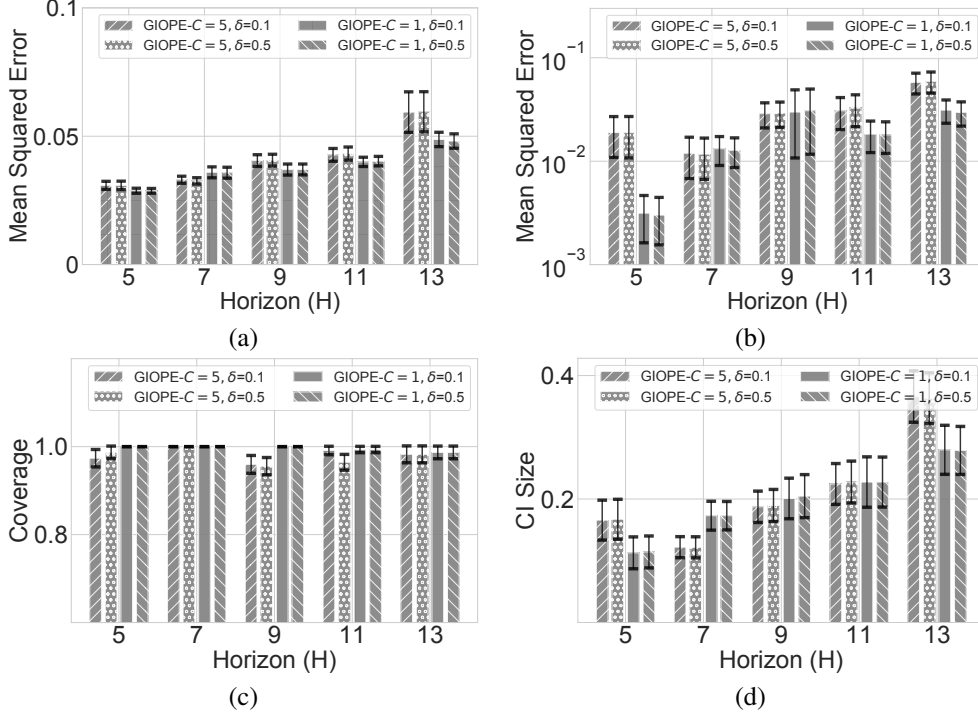 GIOPE-C = 5, δ=0.1 GIOPE-C = 1, δ=0.1
GIOPE-C = 5, δ=0.5 GIOPE-C = 1, δ=0.5
Mean Squared Error
0.1
0.05
0
5 7 9 11 13
Horizon (H)
(a)
GIOPE-C = 5, δ=0.1 GIOPE-C = 1, δ=0.1
GIOPE-C = 5, δ=0.5 GIOPE-C = 1, δ=0.5
Mean Squared Error
10⁻¹
10⁻²
10⁻³
5 7 9 11 13
Horizon (H)
(b)
GIOPE-C = 5, δ=0.1 GIOPE-C = 1, δ=0.1
GIOPE-C = 5, δ=0.5 GIOPE-C = 1, δ=0.5
Coverage
1.0
0.8
5 7 9 11 13
Horizon (H)
(c)
GIOPE-C = 5, δ=0.1 GIOPE-C = 1, δ=0.1
GIOPE-C = 5, δ=0.5 GIOPE-C = 1, δ=0.5
CI Size
0.4
0.2
5 7 9 11 13
Horizon (H)
(d)